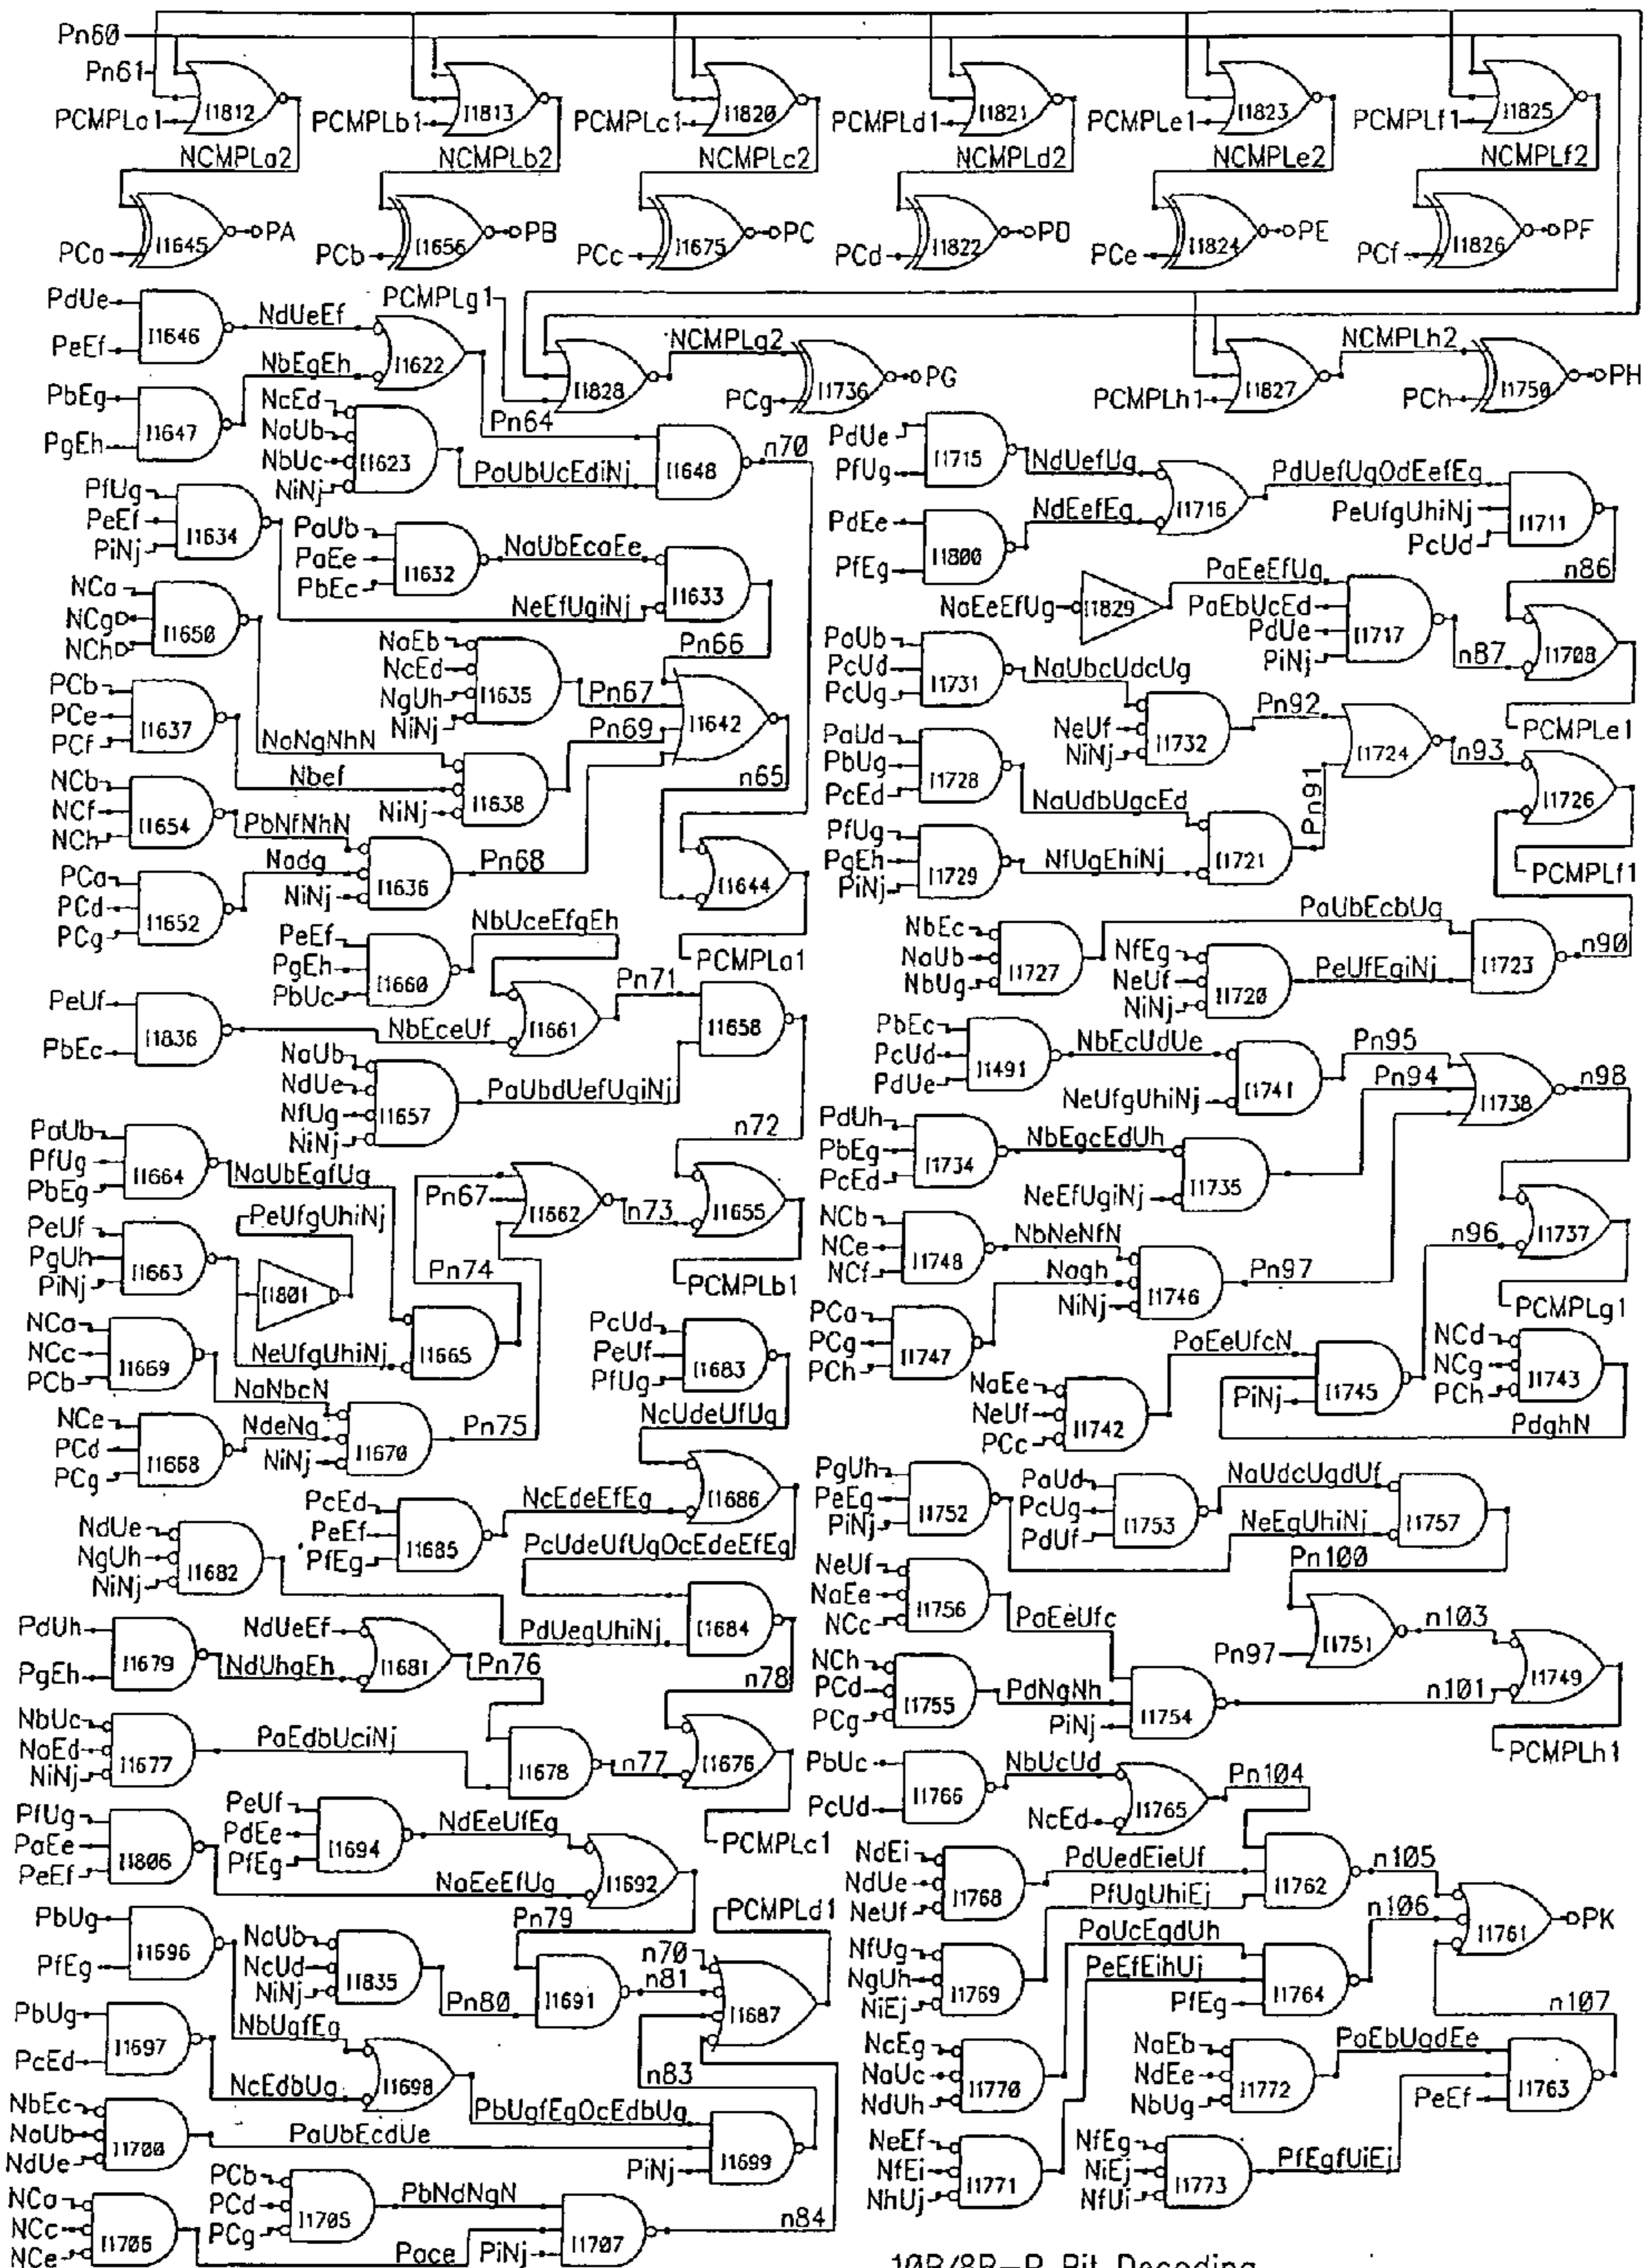 Pn60
Pn61
PCMPLa1
I1812
NCMPLa2
PCMPLb1
I1813
NCMPLb2
PCMPLc1
I1820
NCMPLc2
PCMPLd1
I1821
NCMPLd2
PCMPLe1
I1823
NCMPLe2
PCMPLf1
I1825
NCMPLf2
PCa
I1645
PA
PCb
I1656
PB
PCc
I1675
PC
PCd
I1822
PD
PCe
I1824
PE
PCf
I1826
PF
PdUe
PeEf
I1646
NdUeEf
PbEg
PgEh
I1647
NbEgEh
I1622
Pn64
PCMPLg1
I1828
NCMPLg2
PCg
I1736
PG
PCMPLh1
I1827
NCMPLh2
PCh
I1750
PH
NcEd
NaUb
NbUc
NiNj
I1623
PaUbUcEdiNj
I1648
n70
PfUg
PeEf
PiNj
I1634
PaUb
PaEe
PbEc
I1632
NaUbEcaEe
NeEfUgiNj
I1633
Pn66
NCa
NCg
NCh
I1650
NaEb
NcEd
NgUh
NiNj
I1635
Pn67
PCb
PCe
PCf
I1637
NaNgNhN
Nbef
NiNj
I1638
Pn69
I1642
n65
NCb
NCf
NCh
I1654
PbNfNhN
PCa
PCd
PCg
I1652
Nadg
NiNj
I1636
Pn68
I1644
PCMPLa1
PeEf
PgEh
PbUc
I1660
NbUceEfgEh
PeUf
PbEc
I1836
NbEceUf
I1661
Pn71
I1658
NaUb
NdUe
NfUg
NiNj
I1657
PaUbdUefUgiNj
n72
PaUb
PfUg
PbEg
I1664
NaUbEgfUg
Pn67
I1662
n73
I1655
PCMPLb1
PeUf
PgUh
PiNj
I1663
PeUfgUhiNj
I1801
Pn74
I1665
NeUfgUhiNj
NCa
NCc
PCb
I1669
NaNbcN
NCe
PCd
PCg
I1668
NdeNg
NiNj
I1670
Pn75
PcUd
PeUf
PfUg
I1683
NcUdeUfUg
PcEd
PeEf
PfEg
I1685
NcEdeEfEg
I1686
PcUdeUfUgOcEdeEfEg
NdUe
NgUh
NiNj
I1682
PdUegUhiNj
I1684
n78
PdUh
PgEh
I1679
NdUeEf
NdUhgEh
I1681
Pn76
NbUc
NaEd
NiNj
I1677
PaEdbUciNj
I1678
n77
I1676
PCMPLc1
PfUg
PaEe
PeEf
I1806
PeUf
PdEe
PfEg
I1694
NdEeUfEg
NaEeEfUg
I1692
Pn79
PbUg
PfEg
I1696
NaUb
NcUd
NiNj
I1835
Pn80
I1691
n81
n70
I1687
PCMPLd1
PbUg
PcEd
I1697
NbUgfEg
NcEdbUg
I1698
PbUgfEgOcEdbUg
n83
NbEc
NaUb
NdUe
I1700
PaUbEcdUe
PiNj
I1699
NCa
NCc
NCe
I1706
Pace
PCb
PCd
PCg
I1705
PbNdNgN
PiNj
I1707
n84
PdUe
PfUg
I1715
NdUefUg
PdEe
PfEg
I1800
NdEefEg
I1716
PdUefUgOdEefEg
PeUfgUhiNj
PcUd
I1711
n86
NaEeEfUg
I1829
PaEeEfUg
PaEbUcEd
PdUe
PiNj
I1717
n87
I1708
PCMPLe1
PaUb
PcUd
PcUg
I1731
NaUbcUdcUg
NeUf
NiNj
I1732
Pn92
I1724
n93
PaUd
PbUg
PcEd
I1728
NaUdbUgcEd
Pn91
PfUg
PgEh
PiNj
I1729
NfUgEhiNj
I1721
I1726
PCMPLf1
NbEc
NaUb
NbUg
I1727
PaUbEcbUg
NfEg
NeUf
NiNj
I1720
PeUfEgiNj
I1723
n90
PbEc
PcUd
PdUe
I1491
NbEcUdUe
NeUfgUhiNj
I1741
Pn95
Pn94
I1738
n98
PdUh
PbEg
PcEd
I1734
NbEgcEdUh
NeEfUgiNj
I1735
NCb
NCe
NCf
I1748
NbNeNfN
Nagh
NiNj
I1746
Pn97
n96
I1737
PCMPLg1
PCa
PCg
PCh
I1747
NaEe
NeUf
PCc
I1742
PaEeUfcN
PiNj
I1745
NCd
NCg
PCh
I1743
PdghN
PgUh
PeEg
PiNj
I1752
PaUd
PcUg
PdUf
I1753
NaUdcUgdUf
NeEgUhiNj
I1757
Pn100
NeUf
NaEe
NCc
I1756
PaEeUfc
Pn97
I1751
n103
NCh
PCd
PCg
I1755
PdNgNh
PiNj
I1754
n101
I1749
PCMPLh1
PbUc
PcUd
I1766
NbUcUd
NcEd
I1765
Pn104
NdEi
NdUe
NeUf
I1768
PdUedEieUf
PfUgUhiEj
I1762
n105
NfUg
NgUh
NiEj
I1769
PaUcEgdUh
PeEfEihUj
PfEg
I1764
n106
I1761
PK
n107
NcEg
NaUc
NdUh
I1770
NaEb
NdEe
NbUg
I1772
PaEbUgdEe
PeEf
I1763
NeEf
NfEj
NhUj
I1771
NfEg
NiEj
NfUi
I1773
PfEgfUiEj
10B/8B-P Bit Decoding